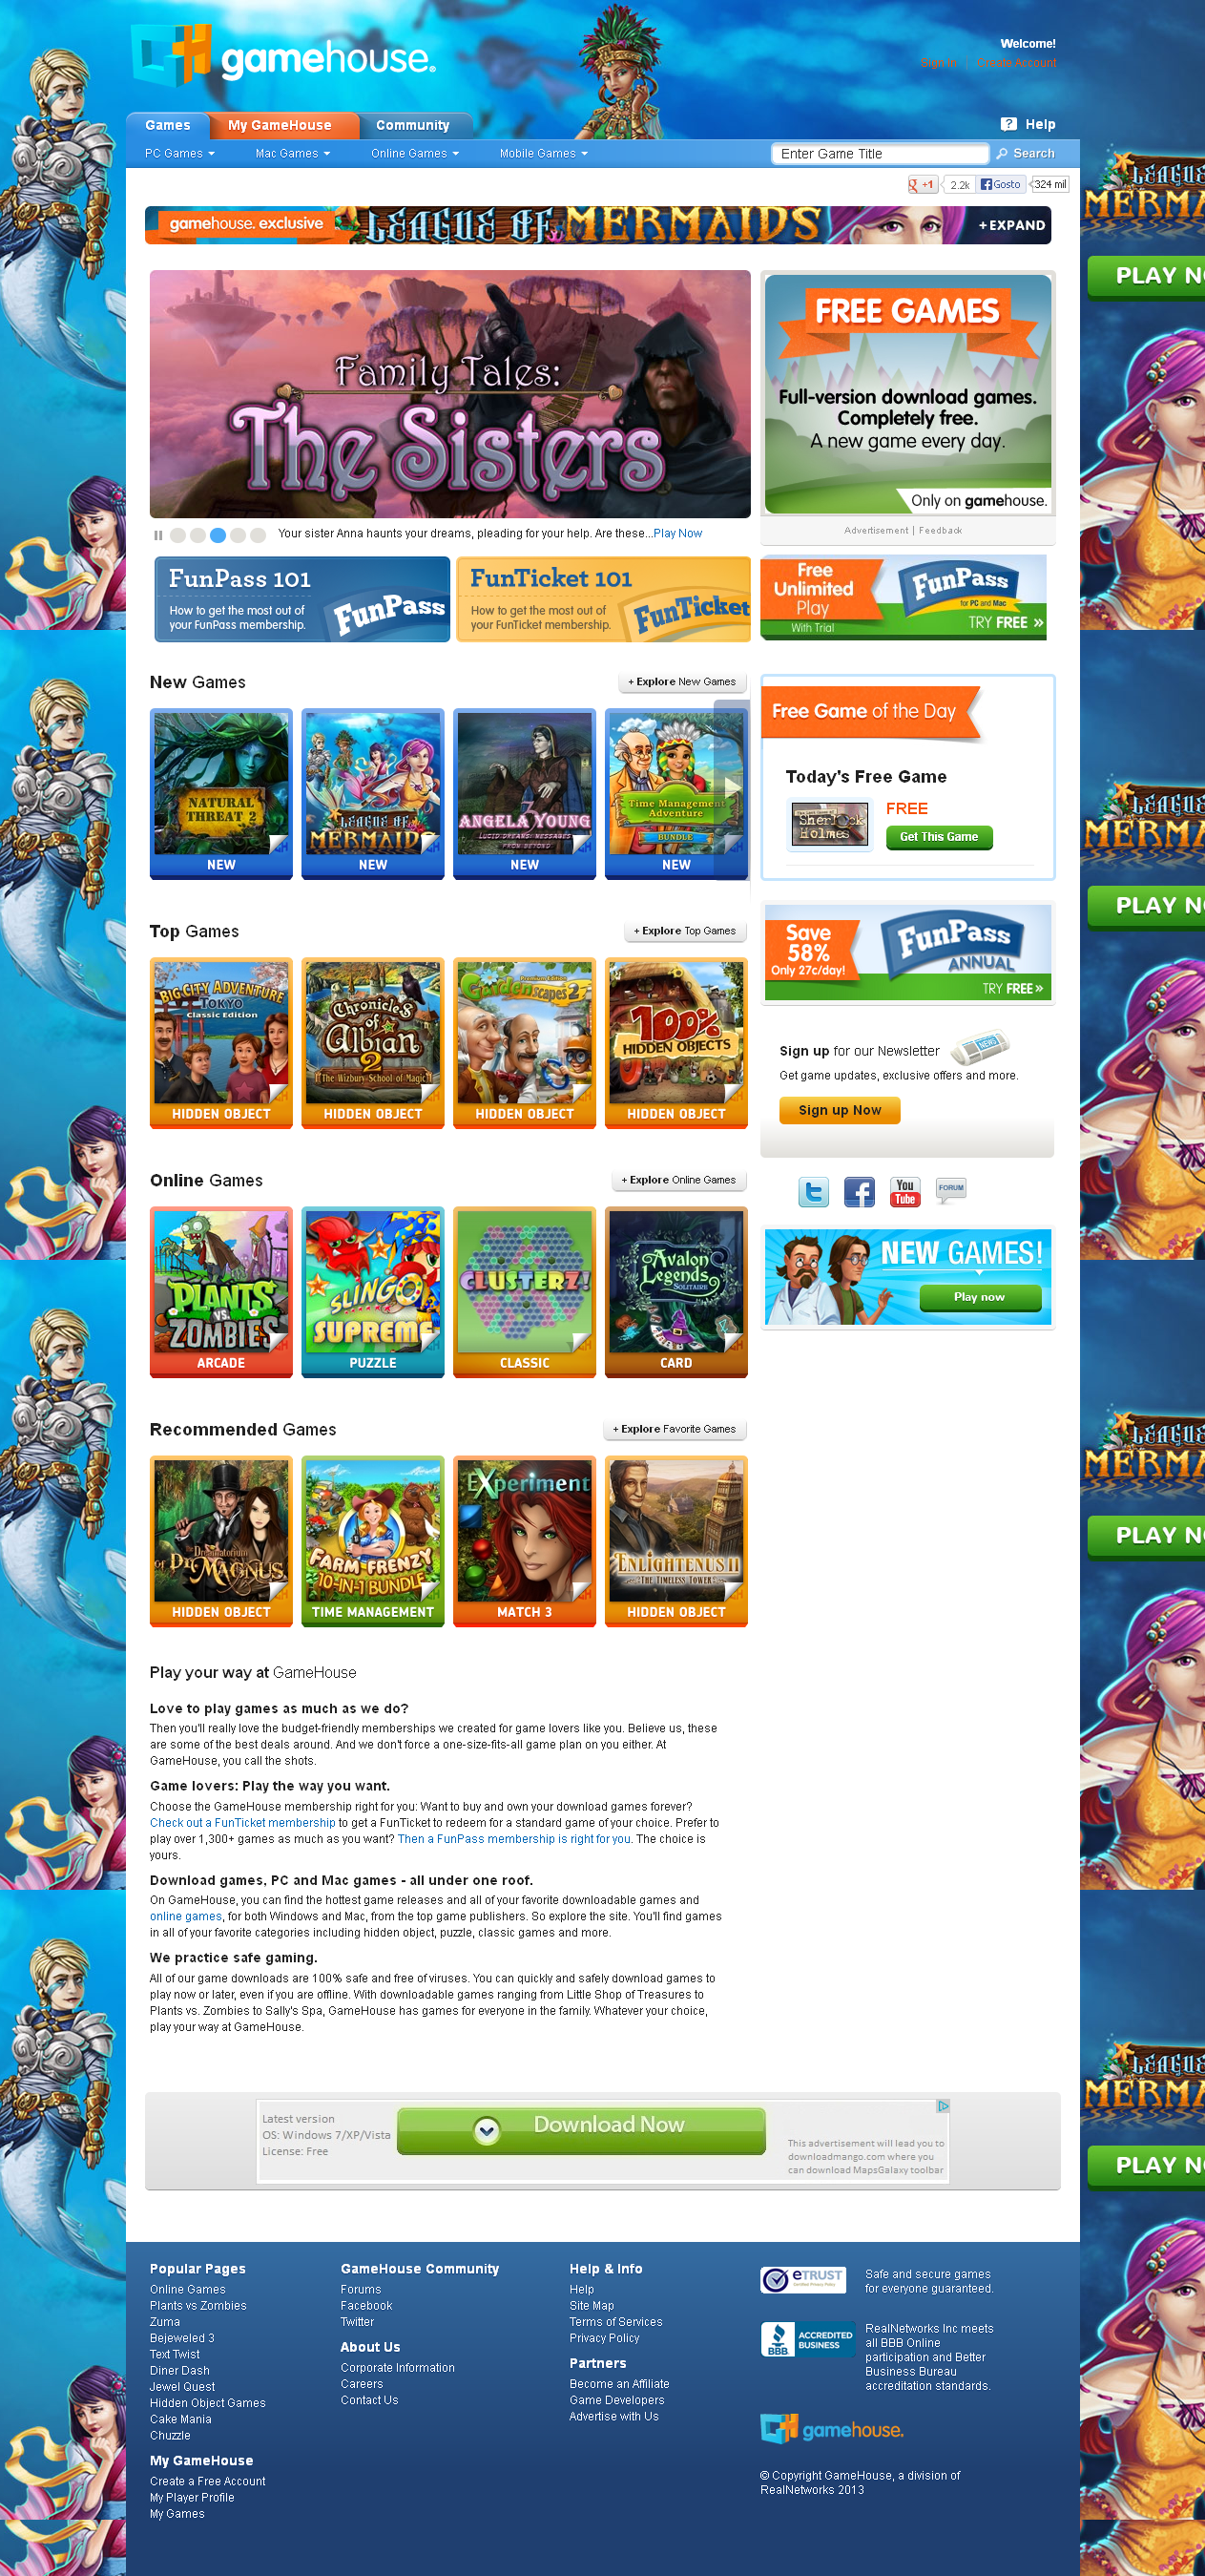 gamehouse.
Welcome!
Sign In | Create Account
Games
My GameHouse
Community
Help
PC Games
Mac Games
Online Games
Mobile Games
Enter Game Title
Search
+1
2.2k
Gosto
324 mil
gamehouse. exclusive
LEAGUE OF MERMAIDS
+EXPAND
Family Tales:
The Sisters
Your sister Anna haunts your dreams, pleading for your help. Are these...Play Now
FREE GAMES
Full-version download games.
Completely free.
A new game every day.
Only on gamehouse.
Advertisement | Feedback
FunPass 101
How to get the most out of
your FunPass membership.
FunPass
FunTicket 101
How to get the most out of
your FunTicket membership.
FunTicket
Free
Unlimited
Play
With Trial
FunPass
for PC and Mac
TRY FREE »
New Games
+ Explore New Games
NATURAL
THREAT 2
NEW
LEAGUE OF
MERMAIDS
NEW
ANGELA YOUNG
LUCID DREAMS: MESSAGES
FROM BEYOND
NEW
Time Management
Adventure
BUNDLE
NEW
Free Game of the Day
Today's Free Game
Sherlock
Holmes
FREE
Get This Game
Top Games
+ Explore Top Games
BIG CITY ADVENTURE
TOKYO
Classic Edition
HIDDEN OBJECT
Chronicles
of
Albian
2
The Wizbury School of Magic
HIDDEN OBJECT
Premium Edition
Gardenscapes 2
HIDDEN OBJECT
100%
HIDDEN OBJECTS
HIDDEN OBJECT
Save
58%
Only 27c/day!
FunPass
ANNUAL
TRY FREE »
Sign up for our Newsletter
NEWS
Get game updates, exclusive offers and more.
Sign up Now
You
Tube
FORUM
NEW GAMES!
Play now
Online Games
+ Explore Online Games
PLANTS
VS.
ZOMBIES
ARCADE
SLINGO
SUPREME
PUZZLE
CLUSTERZ!
CLASSIC
Avalon
Legends
SOLITAIRE
CARD
Recommended Games
+ Explore Favorite Games
The Dreamatorium
of DR. MAGNUS
HIDDEN OBJECT
FARM FRENZY
10-IN-1 BUNDLE
TIME MANAGEMENT
EXperiment
MATCH 3
ENLIGHTENUS II
THE TIMELESS TOWER
HIDDEN OBJECT
Play your way at GameHouse
Love to play games as much as we do?
Then you'll really love the budget-friendly memberships we created for game lovers like you. Believe us, these
are some of the best deals around. And we don't force a one-size-fits-all game plan on you either. At
GameHouse, you call the shots.
Game lovers: Play the way you want.
Choose the GameHouse membership right for you: Want to buy and own your download games forever?
Check out a FunTicket membership to get a FunTicket to redeem for a standard game of your choice. Prefer to
play over 1,300+ games as much as you want? Then a FunPass membership is right for you. The choice is
yours.
Download games, PC and Mac games - all under one roof.
On GameHouse, you can find the hottest game releases and all of your favorite downloadable games and
online games, for both Windows and Mac, from the top game publishers. So explore the site. You'll find games
in all of your favorite categories including hidden object, puzzle, classic games and more.
We practice safe gaming.
All of our game downloads are 100% safe and free of viruses. You can quickly and safely download games to
play now or later, even if you are offline. With downloadable games ranging from Little Shop of Treasures to
Plants vs. Zombies to Sally's Spa, GameHouse has games for everyone in the family. Whatever your choice,
play your way at GameHouse.
Latest version
OS: Windows 7/XP/Vista
License: Free
Download Now
This advertisement will lead you to
downloadmango.com where you
can download MapsGalaxy toolbar
Popular Pages
Online Games
Plants vs Zombies
Zuma
Bejeweled 3
Text Twist
Diner Dash
Jewel Quest
Hidden Object Games
Cake Mania
Chuzzle
My GameHouse
Create a Free Account
My Player Profile
My Games
GameHouse Community
Forums
Facebook
Twitter
About Us
Corporate Information
Careers
Contact Us
Help & Info
Help
Site Map
Terms of Services
Privacy Policy
Partners
Become an Affiliate
Game Developers
Advertise with Us
eTRUST
Certified Privacy Policy
Safe and secure games
for everyone guaranteed.
BBB
ACCREDITED
BUSINESS
RealNetworks Inc meets
all BBB Online
participation and Better
Business Bureau
accreditation standards.
gamehouse.
© Copyright GameHouse, a division of
RealNetworks 2013
LEAGUE
MERMA
PLAY NO
LEAGUE
MERMA
PLAY NO
LEAGUE
MERMA
PLAY NO
LEAGUE
MERMA
PLAY NO